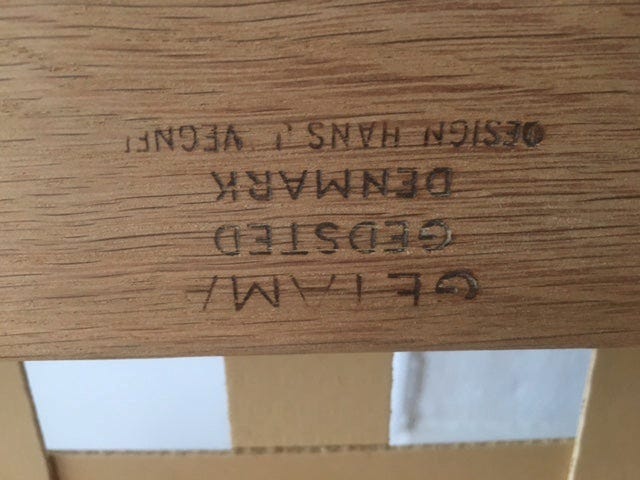 GETAMA
GEDSTED
DENMARK
DESIGN HANS J. WEGNER